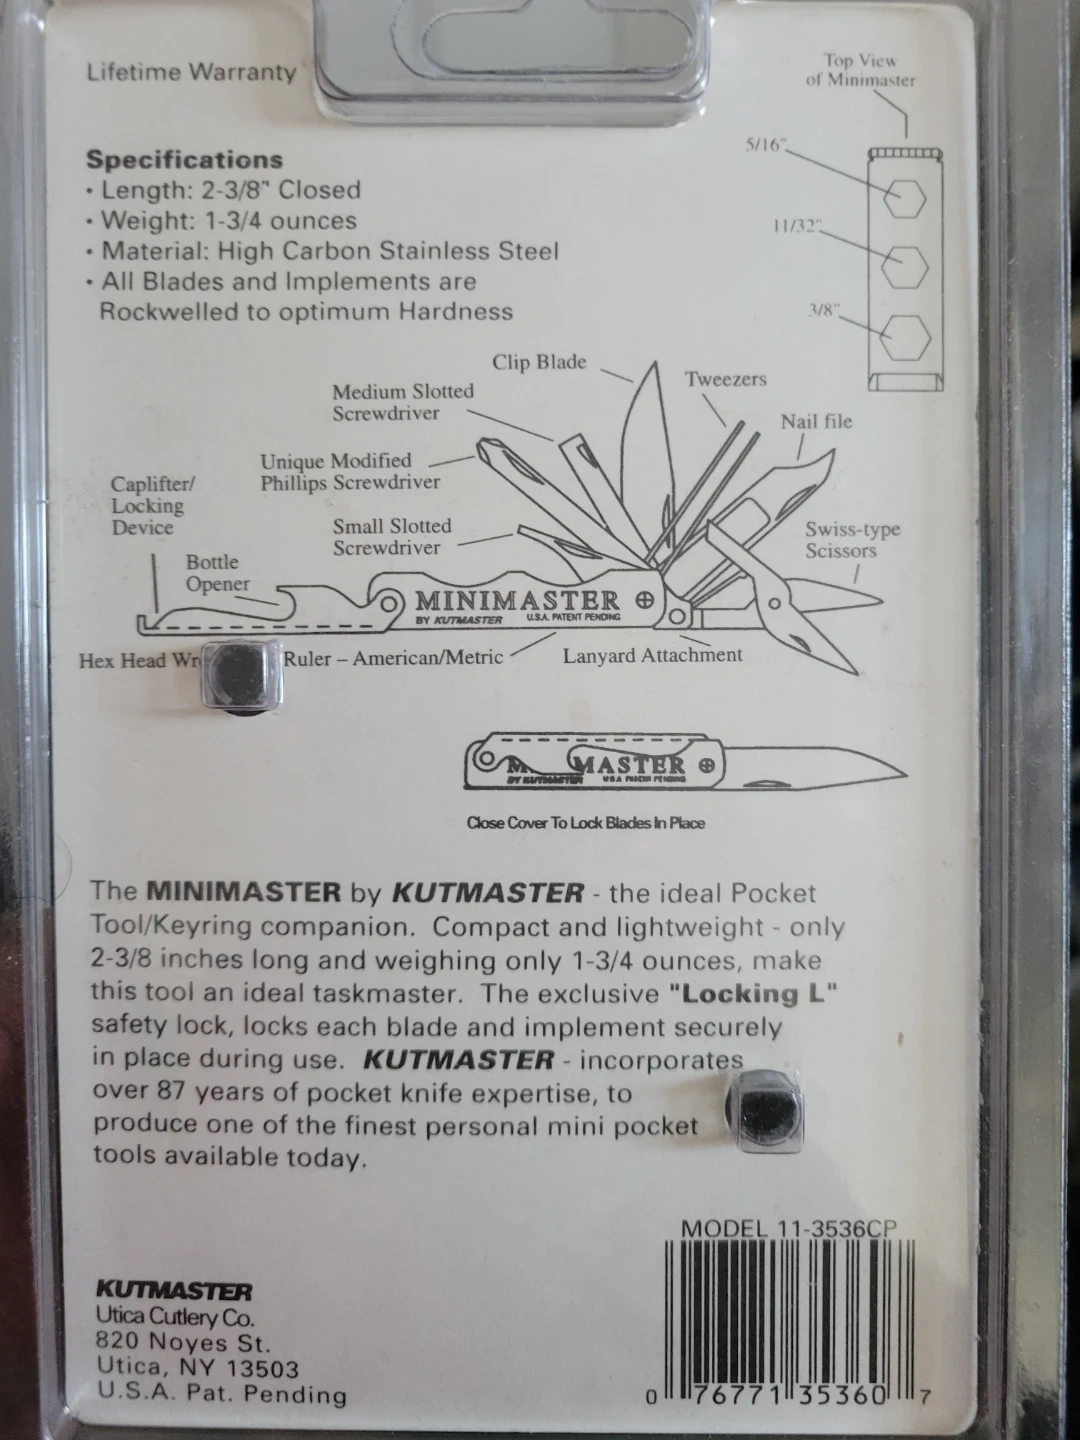 Lifetime Warranty
Top View
of Minimaster
5/16"
11/32"
3/8"
Specifications
• Length: 2-3/8" Closed
• Weight: 1-3/4 ounces
• Material: High Carbon Stainless Steel
• All Blades and Implements are
Rockwelled to optimum Hardness
Clip Blade
Tweezers
Medium Slotted
Screwdriver
Nail file
Unique Modified
Phillips Screwdriver
Caplifter/
Locking
Device
Small Slotted
Screwdriver
Swiss-type
Scissors
Bottle
Opener
MINIMASTER
BY KUTMASTER U.S.A. PATENT PENDING
Hex Head Wr
Ruler – American/Metric
Lanyard Attachment
MASTER
BY KUTMASTER U.S.A. PATENT PENDING
Close Cover To Lock Blades In Place
The MINIMASTER by KUTMASTER - the ideal Pocket
Tool/Keyring companion. Compact and lightweight - only
2-3/8 inches long and weighing only 1-3/4 ounces, make
this tool an ideal taskmaster. The exclusive "Locking L"
safety lock, locks each blade and implement securely
in place during use. KUTMASTER - incorporates
over 87 years of pocket knife expertise, to
produce one of the finest personal mini pocket
tools available today.
MODEL 11-3536CP
KUTMASTER
Utica Cutlery Co.
820 Noyes St.
Utica, NY 13503
U.S.A. Pat. Pending
0 76771 35360 7